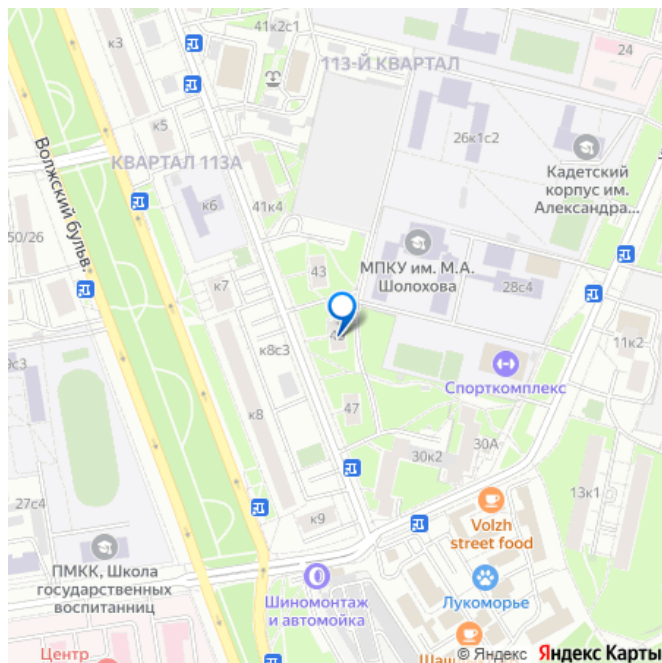 к3
41к2с1
24
113-Й КВАРТАЛ
26к1с2
к5
КВАРТАЛ 113А
Кадетский
корпус им.
Александра...
Волжский бульв.
к6
41к4
50/26
МПКУ им. М.А.
Шолохова
43
к7
28с4
11к2
к8с3
Спорткомплекс
47
к8
30А
30к2
13к1
27с4
к9
Volzh
street food
ПМКК, Школа
государственных
воспитанниц
Шиномонтаж
и автомойка
Лукоморье
Центр
© Яндекс Яндекс Карты